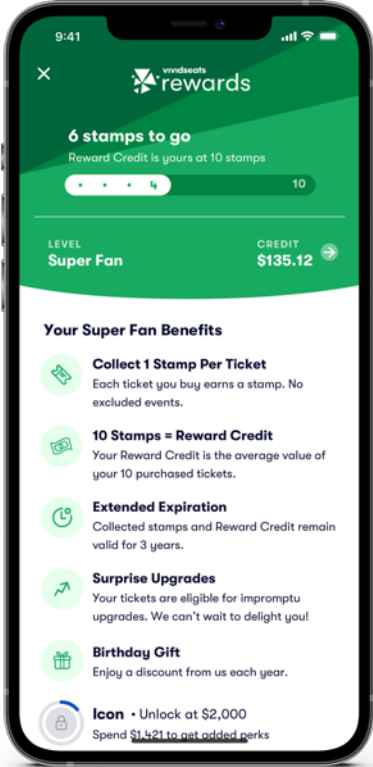 9:41
vividseats
rewards
6 stamps to go
Reward Credit is yours at 10 stamps
4 10
LEVEL CREDIT
Super Fan $135.12
Your Super Fan Benefits
Collect 1 Stamp Per Ticket
Each ticket you buy earns a stamp. No
excluded events.
10 Stamps = Reward Credit
Your Reward Credit is the average value of
your 10 purchased tickets.
Extended Expiration
Collected stamps and Reward Credit remain
valid for 3 years.
Surprise Upgrades
Your tickets are eligible for impromptu
upgrades. We can't wait to delight you!
Birthday Gift
Enjoy a discount from us each year.
Icon • Unlock at $2,000
Spend $1,421 to get added perks